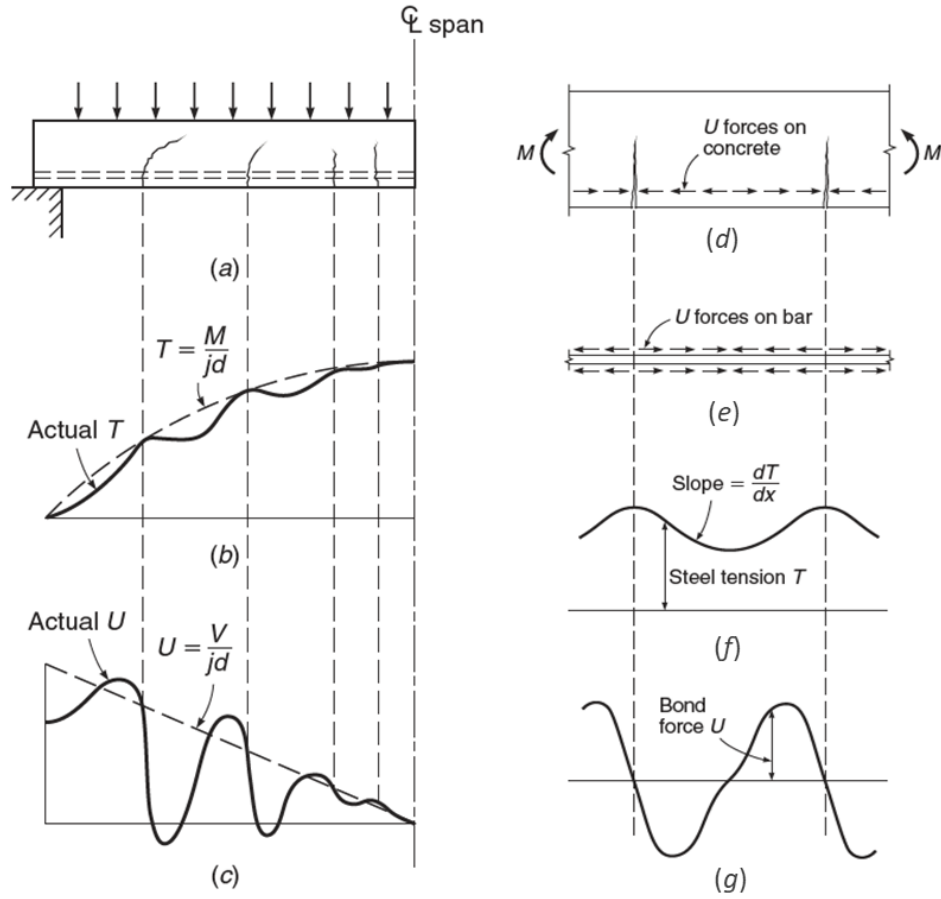 ℄ span
(a)
T = M/jd
Actual T
(b)
Actual U
U = V/jd
(c)
U forces on
concrete
M
M
(d)
U forces on bar
(e)
Slope = dT/dx
Steel tension T
(f)
Bond
force U
(g)